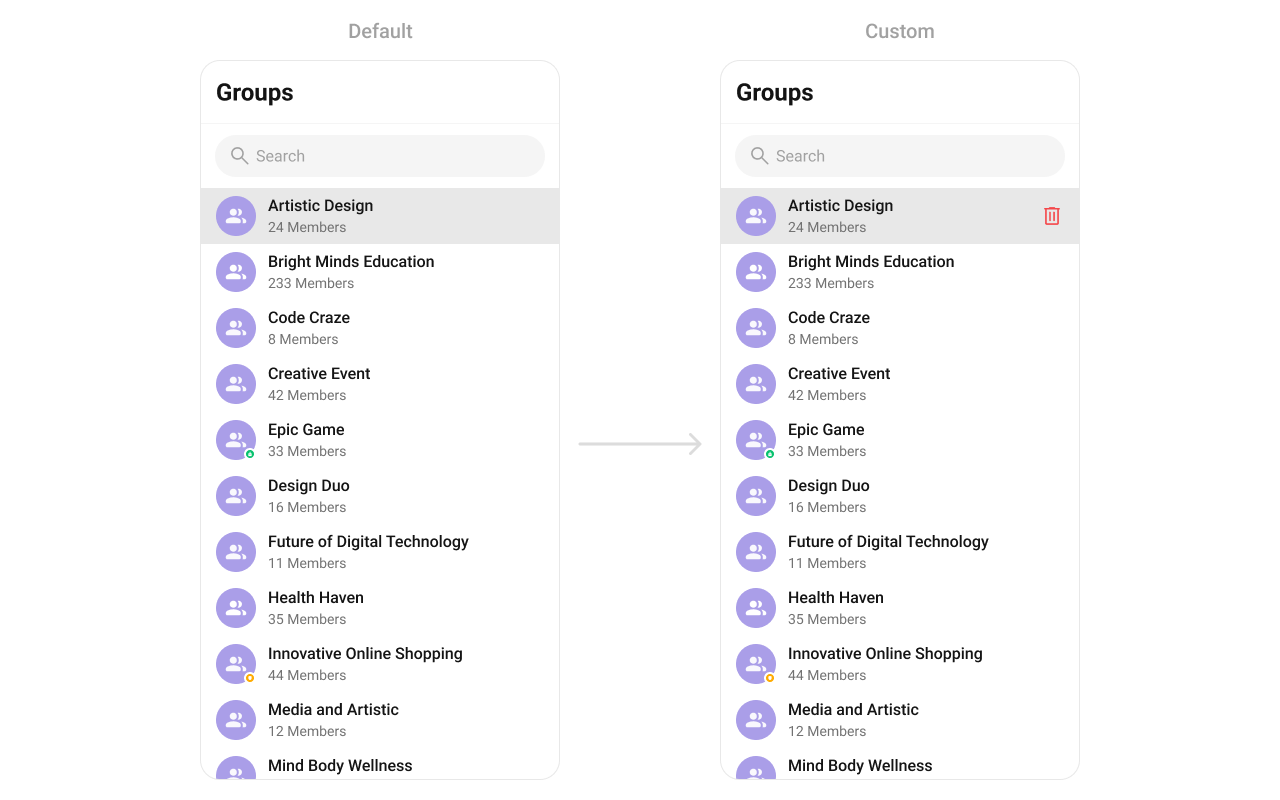 Default
Groups
Search
Artistic Design
24 Members
Bright Minds Education
233 Members
Code Craze
8 Members
Creative Event
42 Members
Epic Game
33 Members
Design Duo
16 Members
Future of Digital Technology
11 Members
Health Haven
35 Members
Innovative Online Shopping
44 Members
Media and Artistic
12 Members
Mind Body Wellness
Custom
Groups
Search
Artistic Design
24 Members
Bright Minds Education
233 Members
Code Craze
8 Members
Creative Event
42 Members
Epic Game
33 Members
Design Duo
16 Members
Future of Digital Technology
11 Members
Health Haven
35 Members
Innovative Online Shopping
44 Members
Media and Artistic
12 Members
Mind Body Wellness